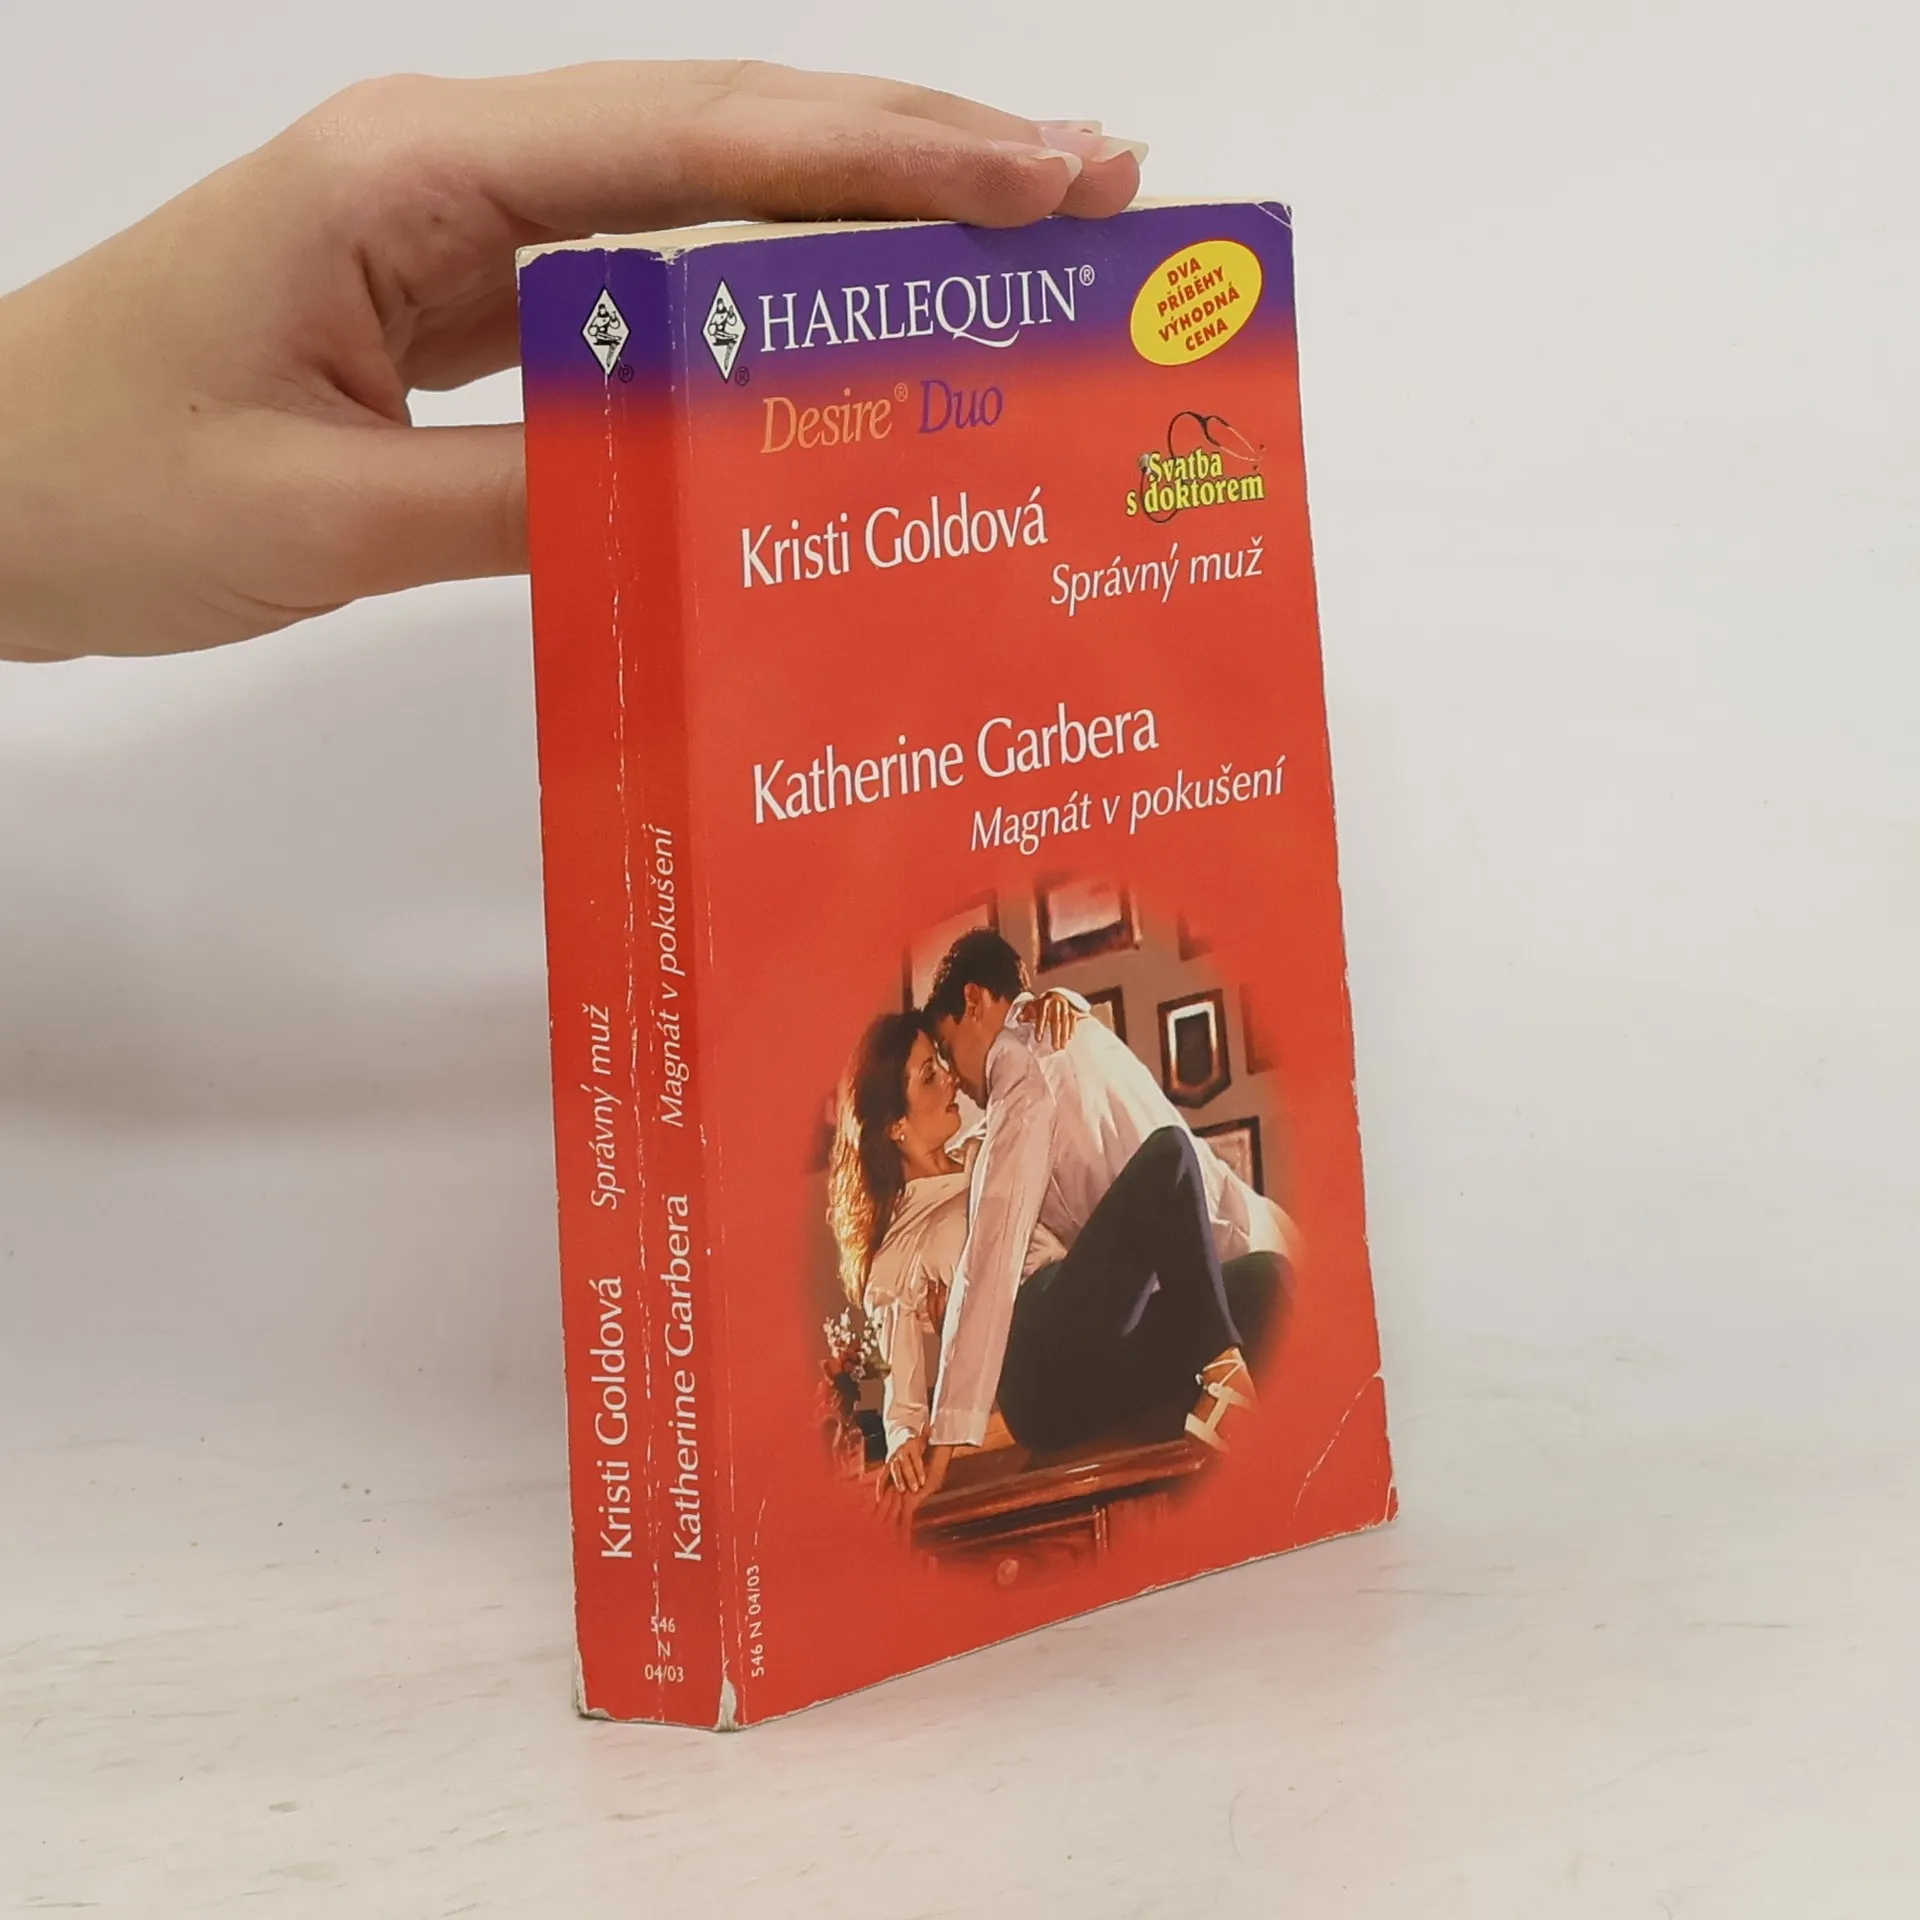 HARLEQUIN®
Desire® Duo
DVA
PŘÍBĚHY
VÝHODNÁ
CENA
Svatba
s doktorem
Kristi Goldová
Správný muž
Katherine Garbera
Magnát v pokušení
546 N 04/03
Kristi Goldová Správný muž
Katherine Garbera Magnát v pokušení
546
N
04/03